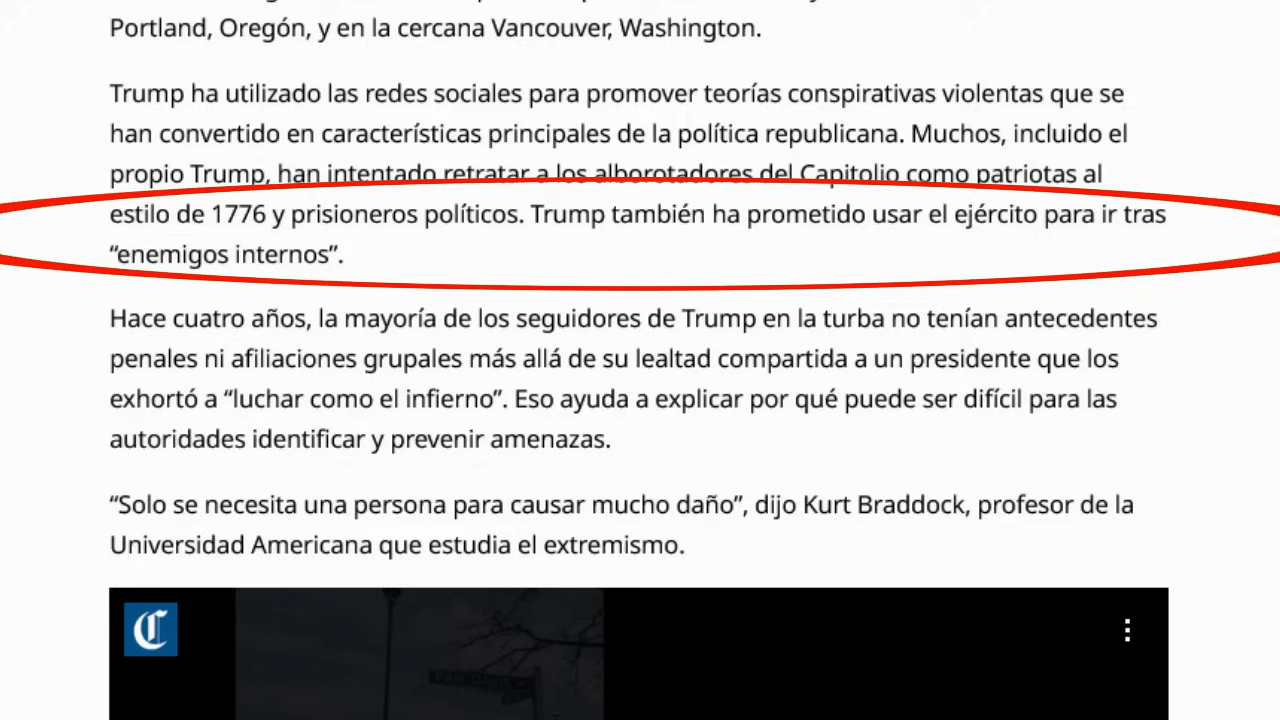 Portland, Oregón, y en la cercana Vancouver, Washington.
Trump ha utilizado las redes sociales para promover teorías conspirativas violentas que se
han convertido en características principales de la política republicana. Muchos, incluido el
propio Trump, han intentado retratar a los alborotadores del Capitolio como patriotas al
estilo de 1776 y prisioneros políticos. Trump también ha prometido usar el ejército para ir tras
“enemigos internos”.
Hace cuatro años, la mayoría de los seguidores de Trump en la turba no tenían antecedentes
penales ni afiliaciones grupales más allá de su lealtad compartida a un presidente que los
exhortó a “luchar como el infierno”. Eso ayuda a explicar por qué puede ser difícil para las
autoridades identificar y prevenir amenazas.
“Solo se necesita una persona para causar mucho daño”, dijo Kurt Braddock, profesor de la
Universidad Americana que estudia el extremismo.
C